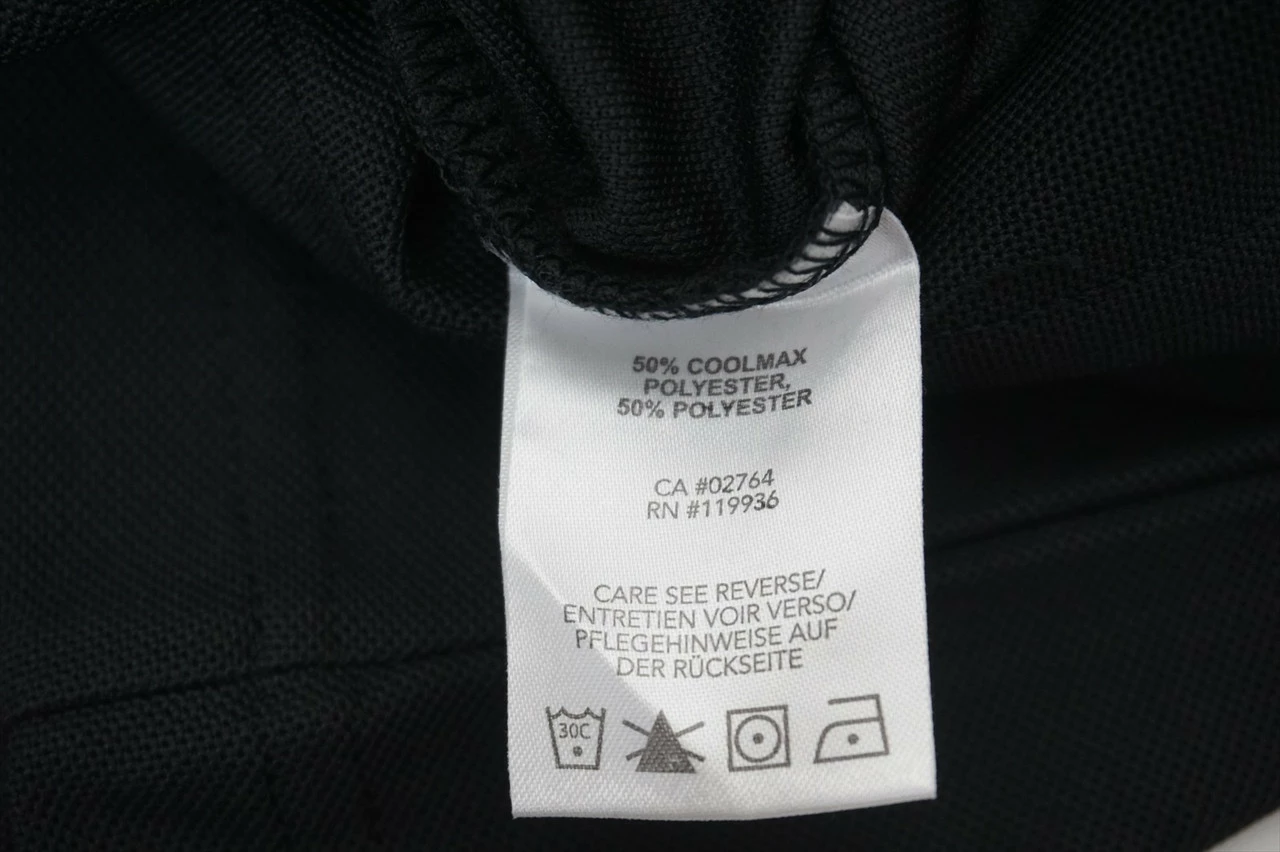 50% COOLMAX
POLYESTER,
50% POLYESTER
CA #02764
RN #119936
CARE SEE REVERSE/
ENTRETIEN VOIR VERSO/
PFLEGEHINWEISE AUF
DER RÜCKSEITE
30C